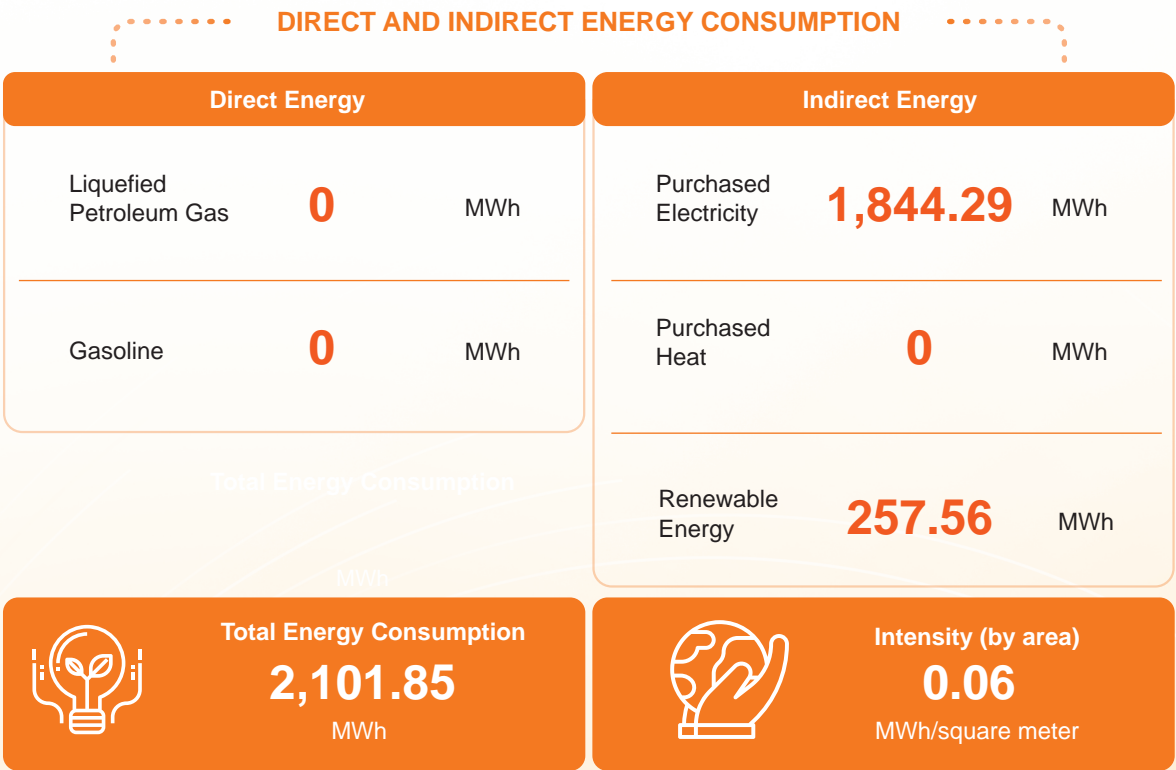 DIRECT AND INDIRECT ENERGY CONSUMPTION
Direct Energy
Liquefied
Petroleum Gas
0
MWh
Gasoline
0
MWh
Indirect Energy
Purchased
Electricity
1,844.29
MWh
Purchased
Heat
0
MWh
Renewable
Energy
257.56
MWh
Total Energy Consumption
MWh
Total Energy Consumption
2,101.85
MWh
Intensity (by area)
0.06
MWh/square meter